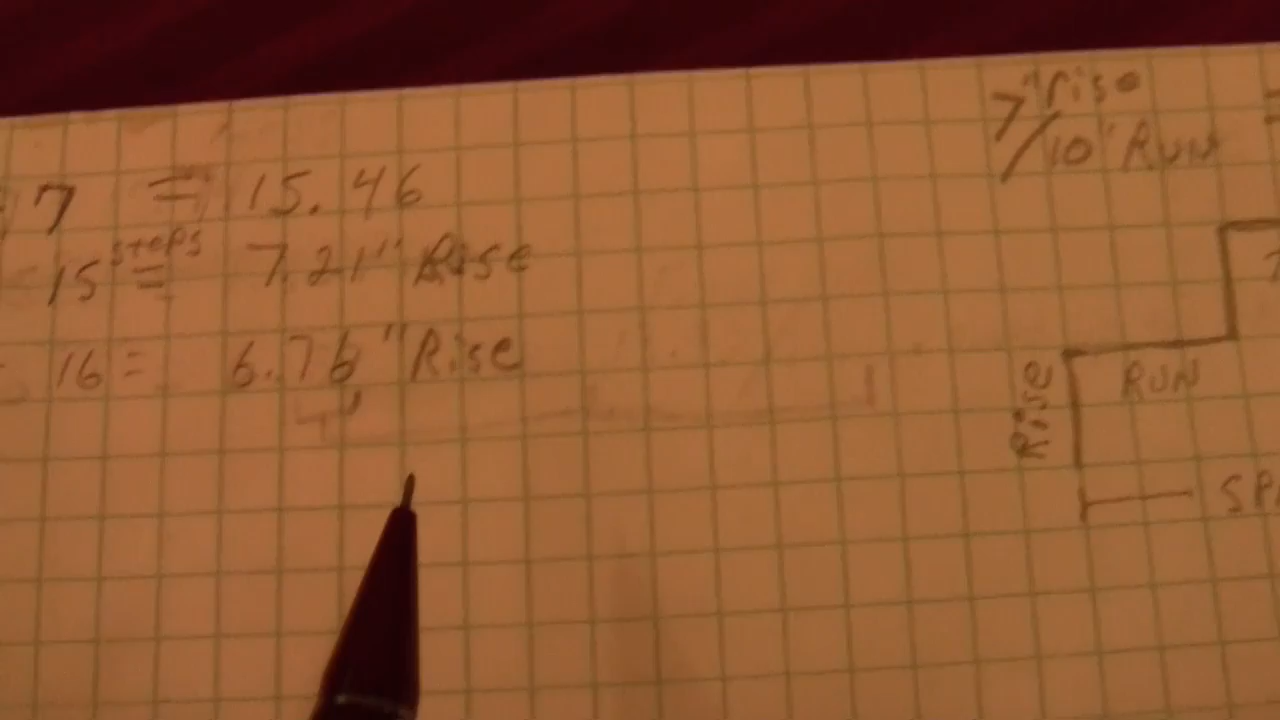 7 = 15.46
15 steps = 7.21" Rise
16 = 6.76" Rise
7" rise
/10" RUN
Rise
RUN